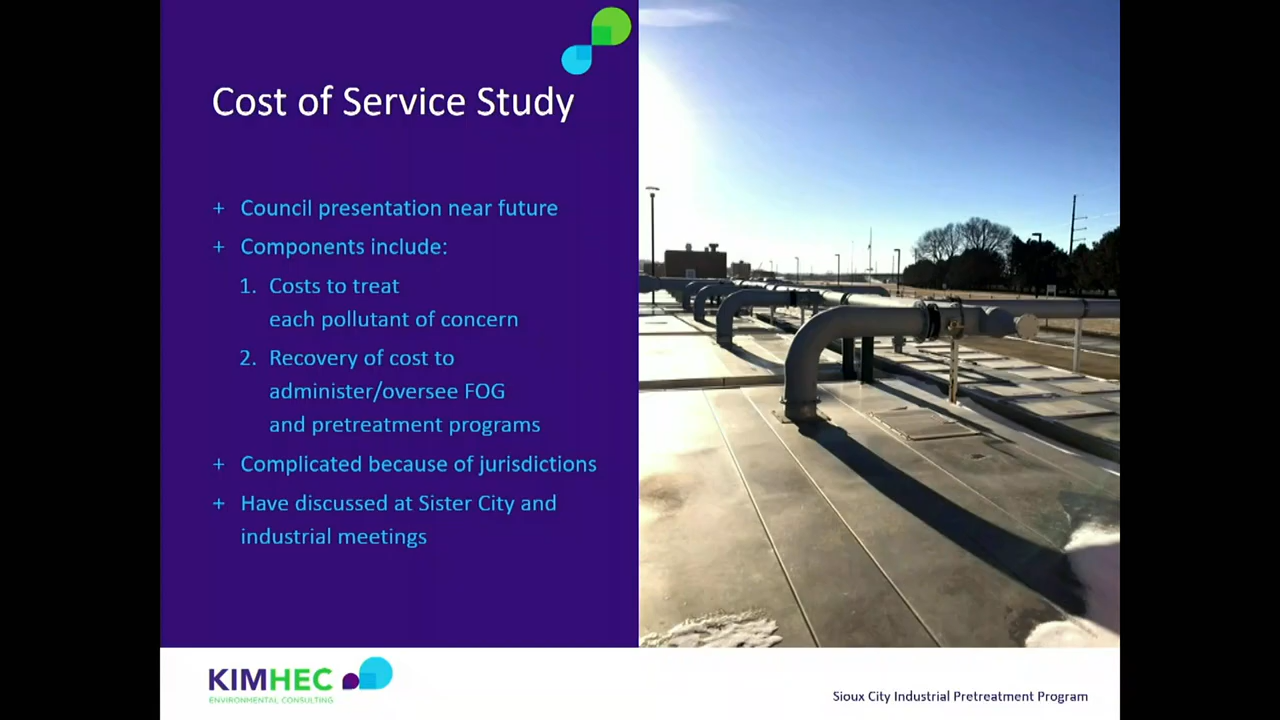 Cost of Service Study
+ Council presentation near future
+ Components include:
1. Costs to treat
each pollutant of concern
2. Recovery of cost to
administer/oversee FOG
and pretreatment programs
+ Complicated because of jurisdictions
+ Have discussed at Sister City and
industrial meetings
KIMHEC
ENVIRONMENTAL CONSULTING
Sioux City Industrial Pretreatment Program